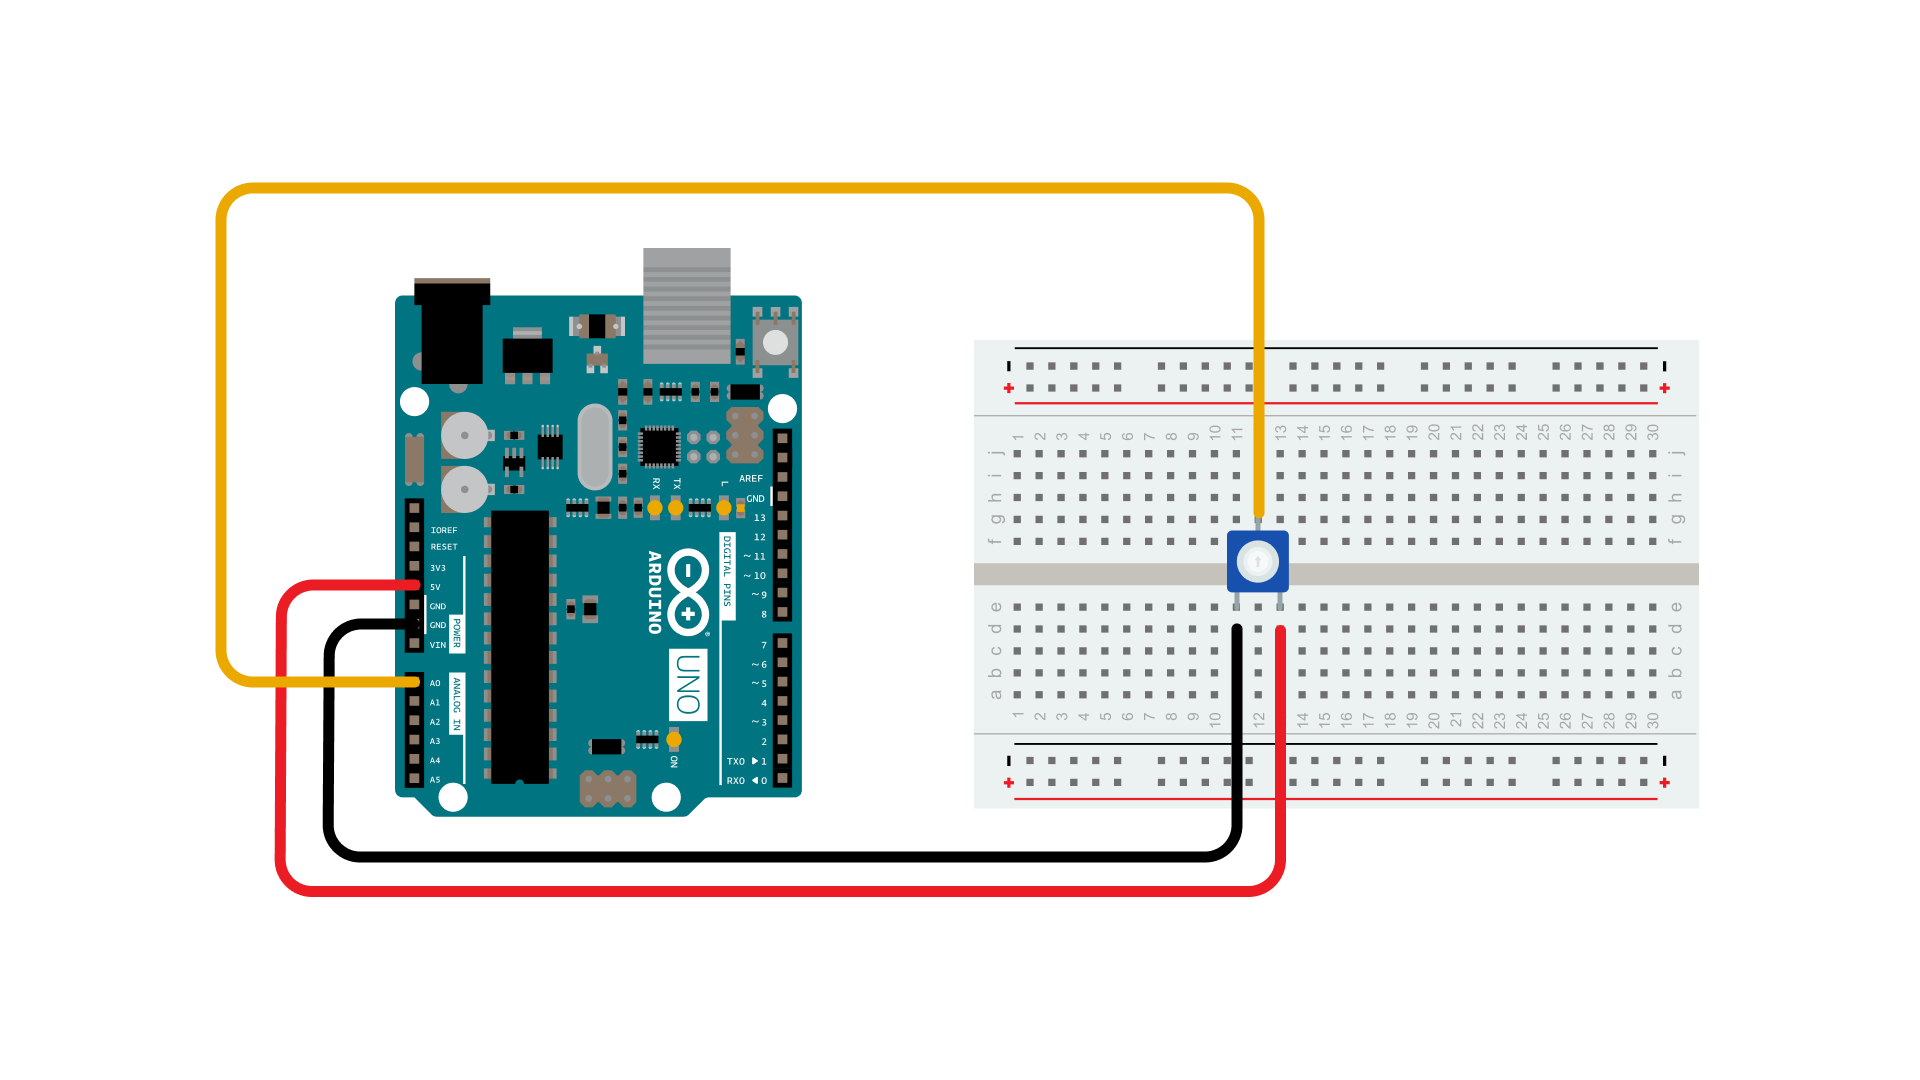 IOREF
RESET
3V3
5V
GND
GND
VIN
POWER
A0
A1
A2
A3
A4
A5
ANALOG IN
RX
TX
L
ARDUINO
UNO
ON
AREF
GND
13
12
~11
~10
~9
8
DIGITAL PINS
7
~6
~5
4
~3
2
TX0 ▶ 1
RX0 ◀ 0
+ +
1 2 3 4 5 6 7 8 9 10 11 13 14 15 16 17 18 19 20 21 22 23 24 25 26 27 28 29 30
j j
i i
h h
g g
f f
e e
d d
c c
b b
a a
1 2 3 4 5 6 7 8 9 10 12 14 15 16 17 18 19 20 21 22 23 24 25 26 27 28 29 30
+ +